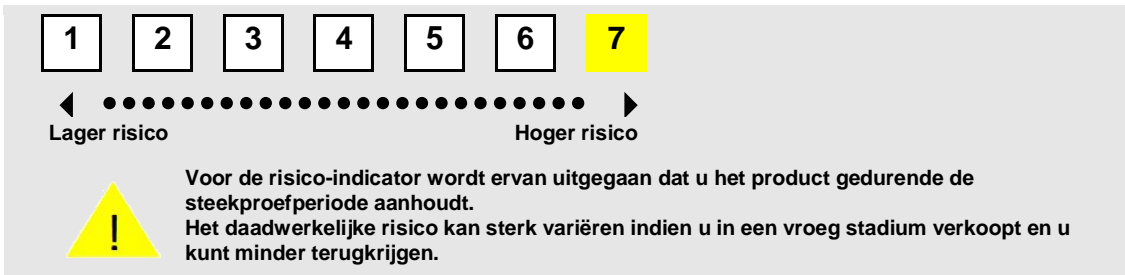 1 2 3 4 5 6 7
Lager risico Hoger risico
!
Voor de risico-indicator wordt ervan uitgegaan dat u het product gedurende de
steekproefperiode aanhoudt.
Het daadwerkelijke risico kan sterk variëren indien u in een vroeg stadium verkoopt en u
kunt minder terugkrijgen.